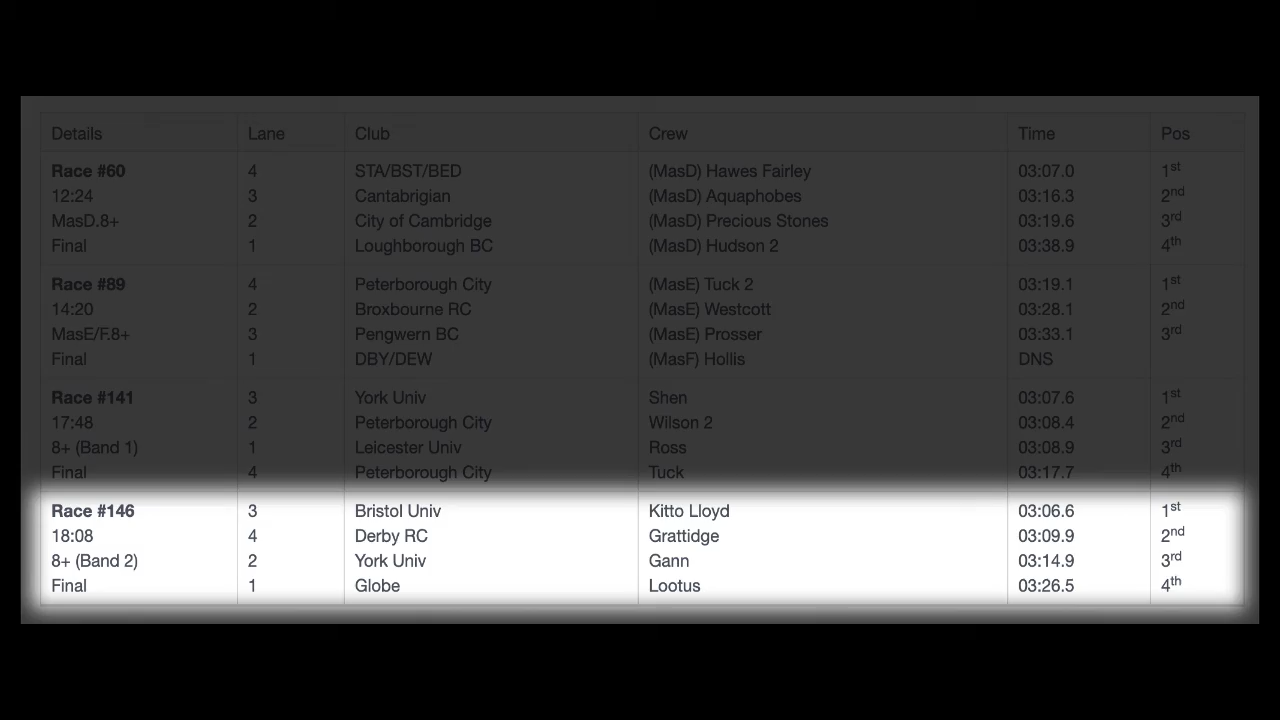 Details Lane Club Crew Time Pos
Race #60 4 STA/BST/BED (MasD) Hawes Fairley 03:07.0 1st
12:24 3 Cantabrigian (MasD) Aquaphobes 03:16.3 2nd
MasD.8+ 2 City of Cambridge (MasD) Precious Stones 03:19.6 3rd
Final 1 Loughborough BC (MasD) Hudson 2 03:38.9 4th
Race #89 4 Peterborough City (MasE) Tuck 2 03:19.1 1st
14:20 2 Broxbourne RC (MasE) Westcott 03:28.1 2nd
MasE/F.8+ 3 Pengwern BC (MasE) Prosser 03:33.1 3rd
Final 1 DBY/DEW (MasF) Hollis DNS
Race #141 3 York Univ Shen 03:07.6 1st
17:48 2 Peterborough City Wilson 2 03:08.4 2nd
8+ (Band 1) 1 Leicester Univ Ross 03:08.9 3rd
Final 4 Peterborough City Tuck 03:17.7 4th
Race #146 3 Bristol Univ Kitto Lloyd 03:06.6 1st
18:08 4 Derby RC Grattidge 03:09.9 2nd
8+ (Band 2) 2 York Univ Gann 03:14.9 3rd
Final 1 Globe Lootus 03:26.5 4th